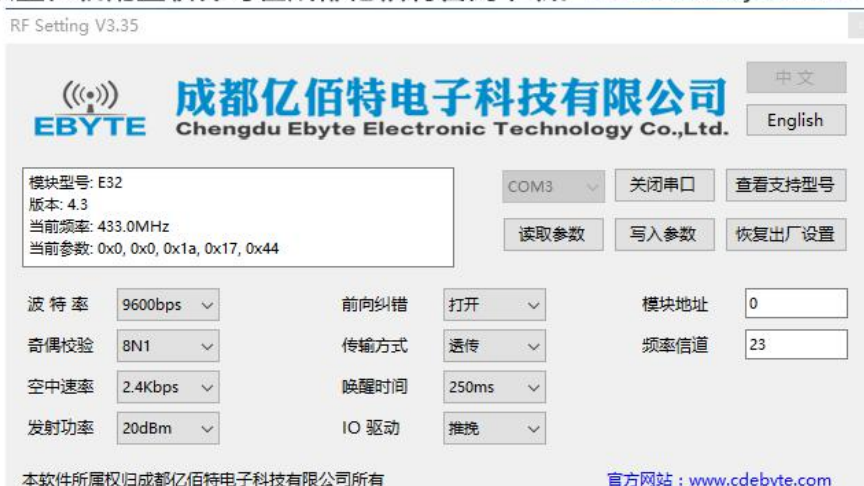 RF Setting V3.35
中 文
EBYTE
成都亿佰特电子科技有限公司
Chengdu Ebyte Electronic Technology Co.,Ltd.
English
模块型号: E32
版本: 4.3
当前频率: 433.0MHz
当前参数: 0x0, 0x0, 0x1a, 0x17, 0x44
COM3 关闭串口 查看支持型号
读取参数 写入参数 恢复出厂设置
波 特 率 9600bps 前向纠错 打开 模块地址 0
奇偶校验 8N1 传输方式 透传 频率信道 23
空中速率 2.4Kbps 唤醒时间 250ms
发射功率 20dBm IO 驱动 推挽
本软件所属权归成都亿佰特电子科技有限公司所有 官方网站：www.cdebyte.com